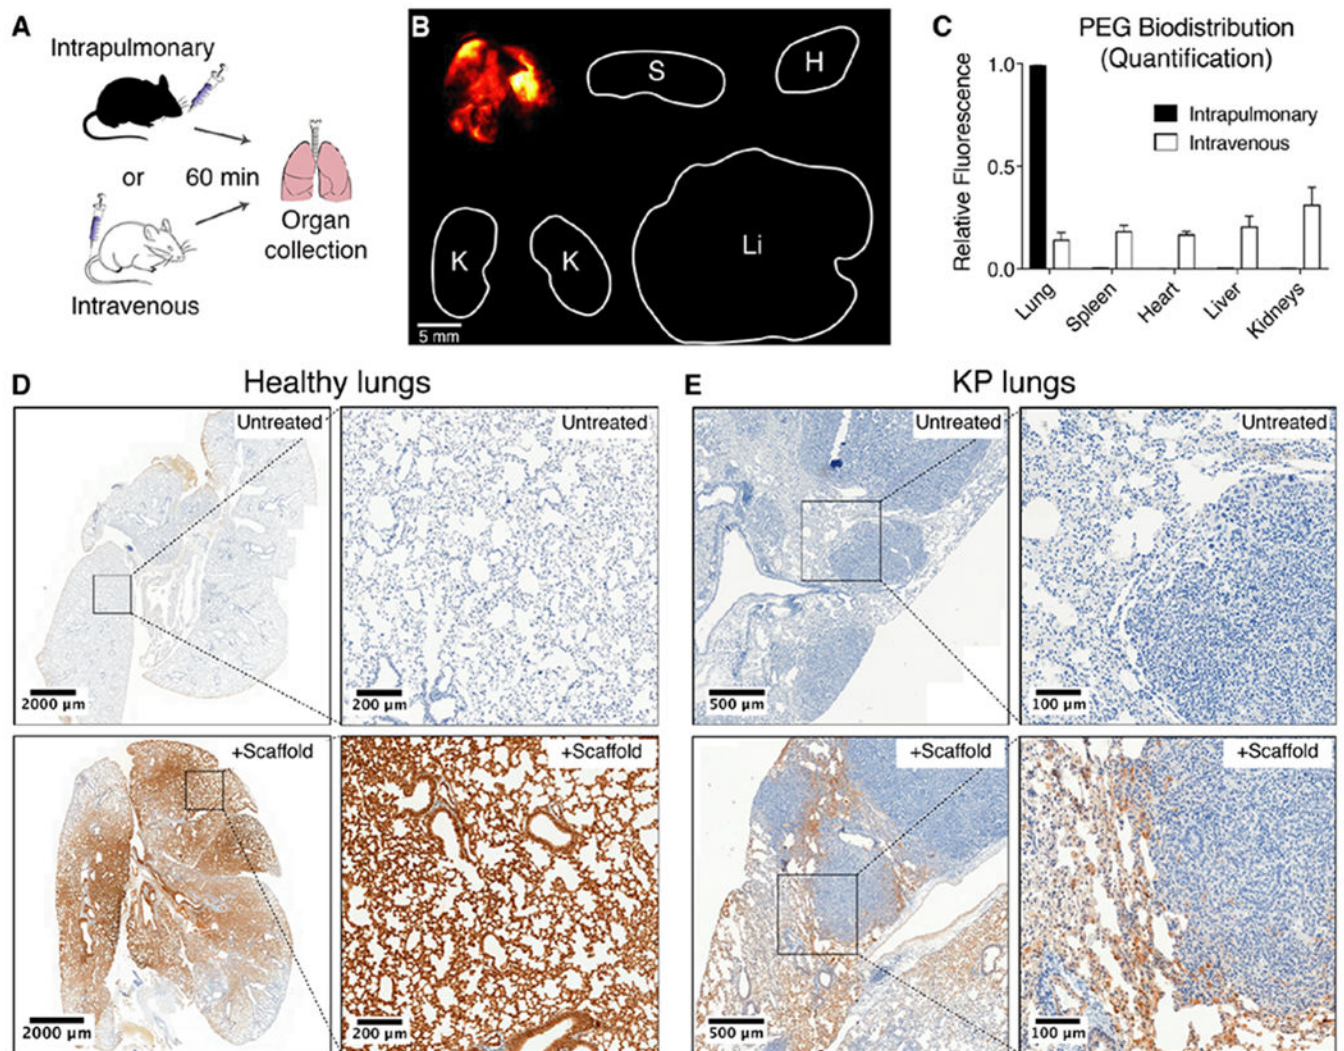 A
Intrapulmonary
or
60 min
Organ
collection
Intravenous
B
S
H
K
K
Li
5 mm
C
PEG Biodistribution
(Quantification)
Relative Fluorescence
1.0
0.5
0.0
Intrapulmonary
Intravenous
Lung
Spleen
Heart
Liver
Kidneys
D
Healthy lungs
Untreated
2000 µm
Untreated
200 µm
+Scaffold
2000 µm
+Scaffold
200 µm
E
KP lungs
Untreated
500 µm
Untreated
100 µm
+Scaffold
500 µm
+Scaffold
100 µm